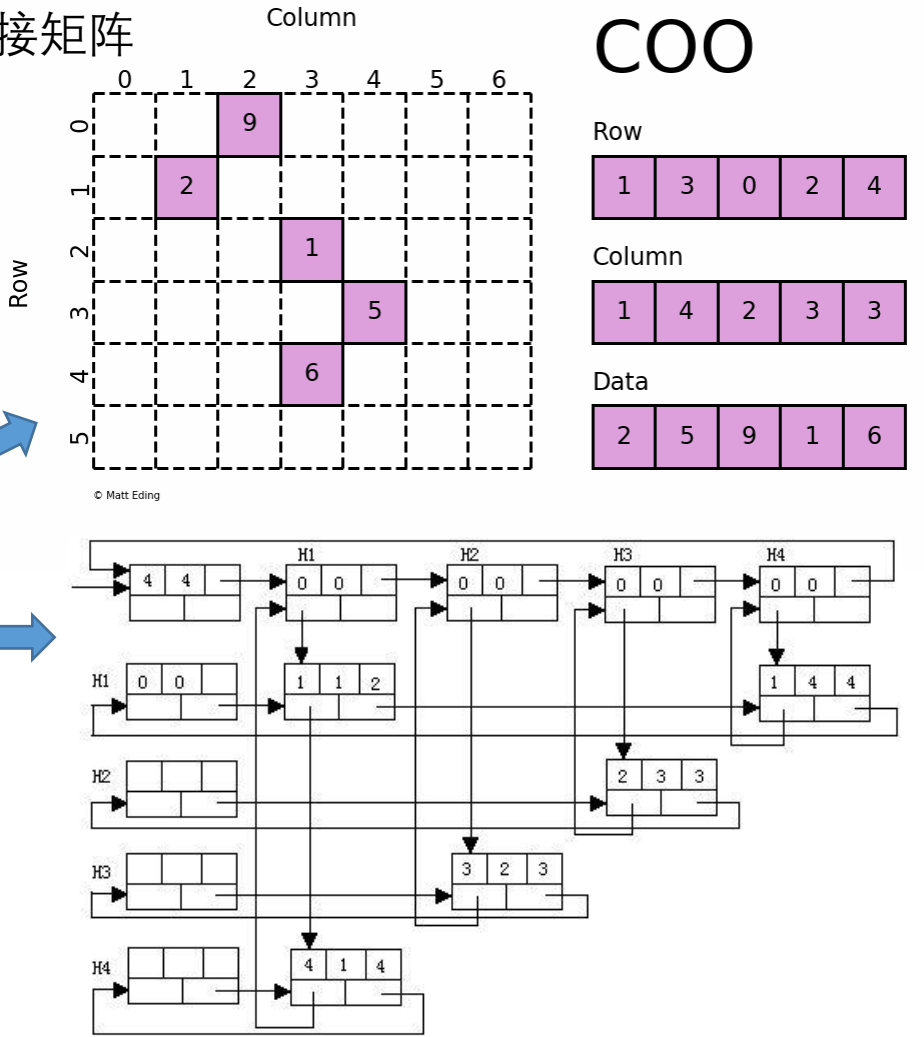 接矩阵
Column
COO
0 1 2 3 4 5 6
Row
0 9
1 2
2 1
3 5
4 6
5
Row
1 3 0 2 4
Column
1 4 2 3 3
Data
2 5 9 1 6
© Matt Eding
H1 H2 H3 H4
4 4 0 0 0 0 0 0 0 0
H1 0 0 1 1 2 1 4 4
H2 2 3 3
H3 3 2 3
H4 4 1 4